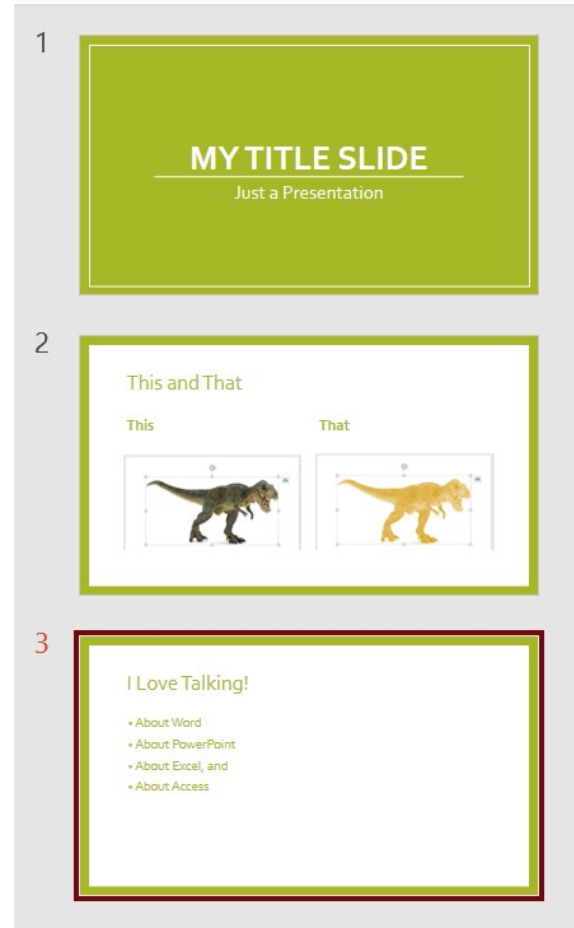 1
MY TITLE SLIDE
Just a Presentation
2
This and That
This That
3
I Love Talking!
• About Word
• About PowerPoint
• About Excel, and
• About Access